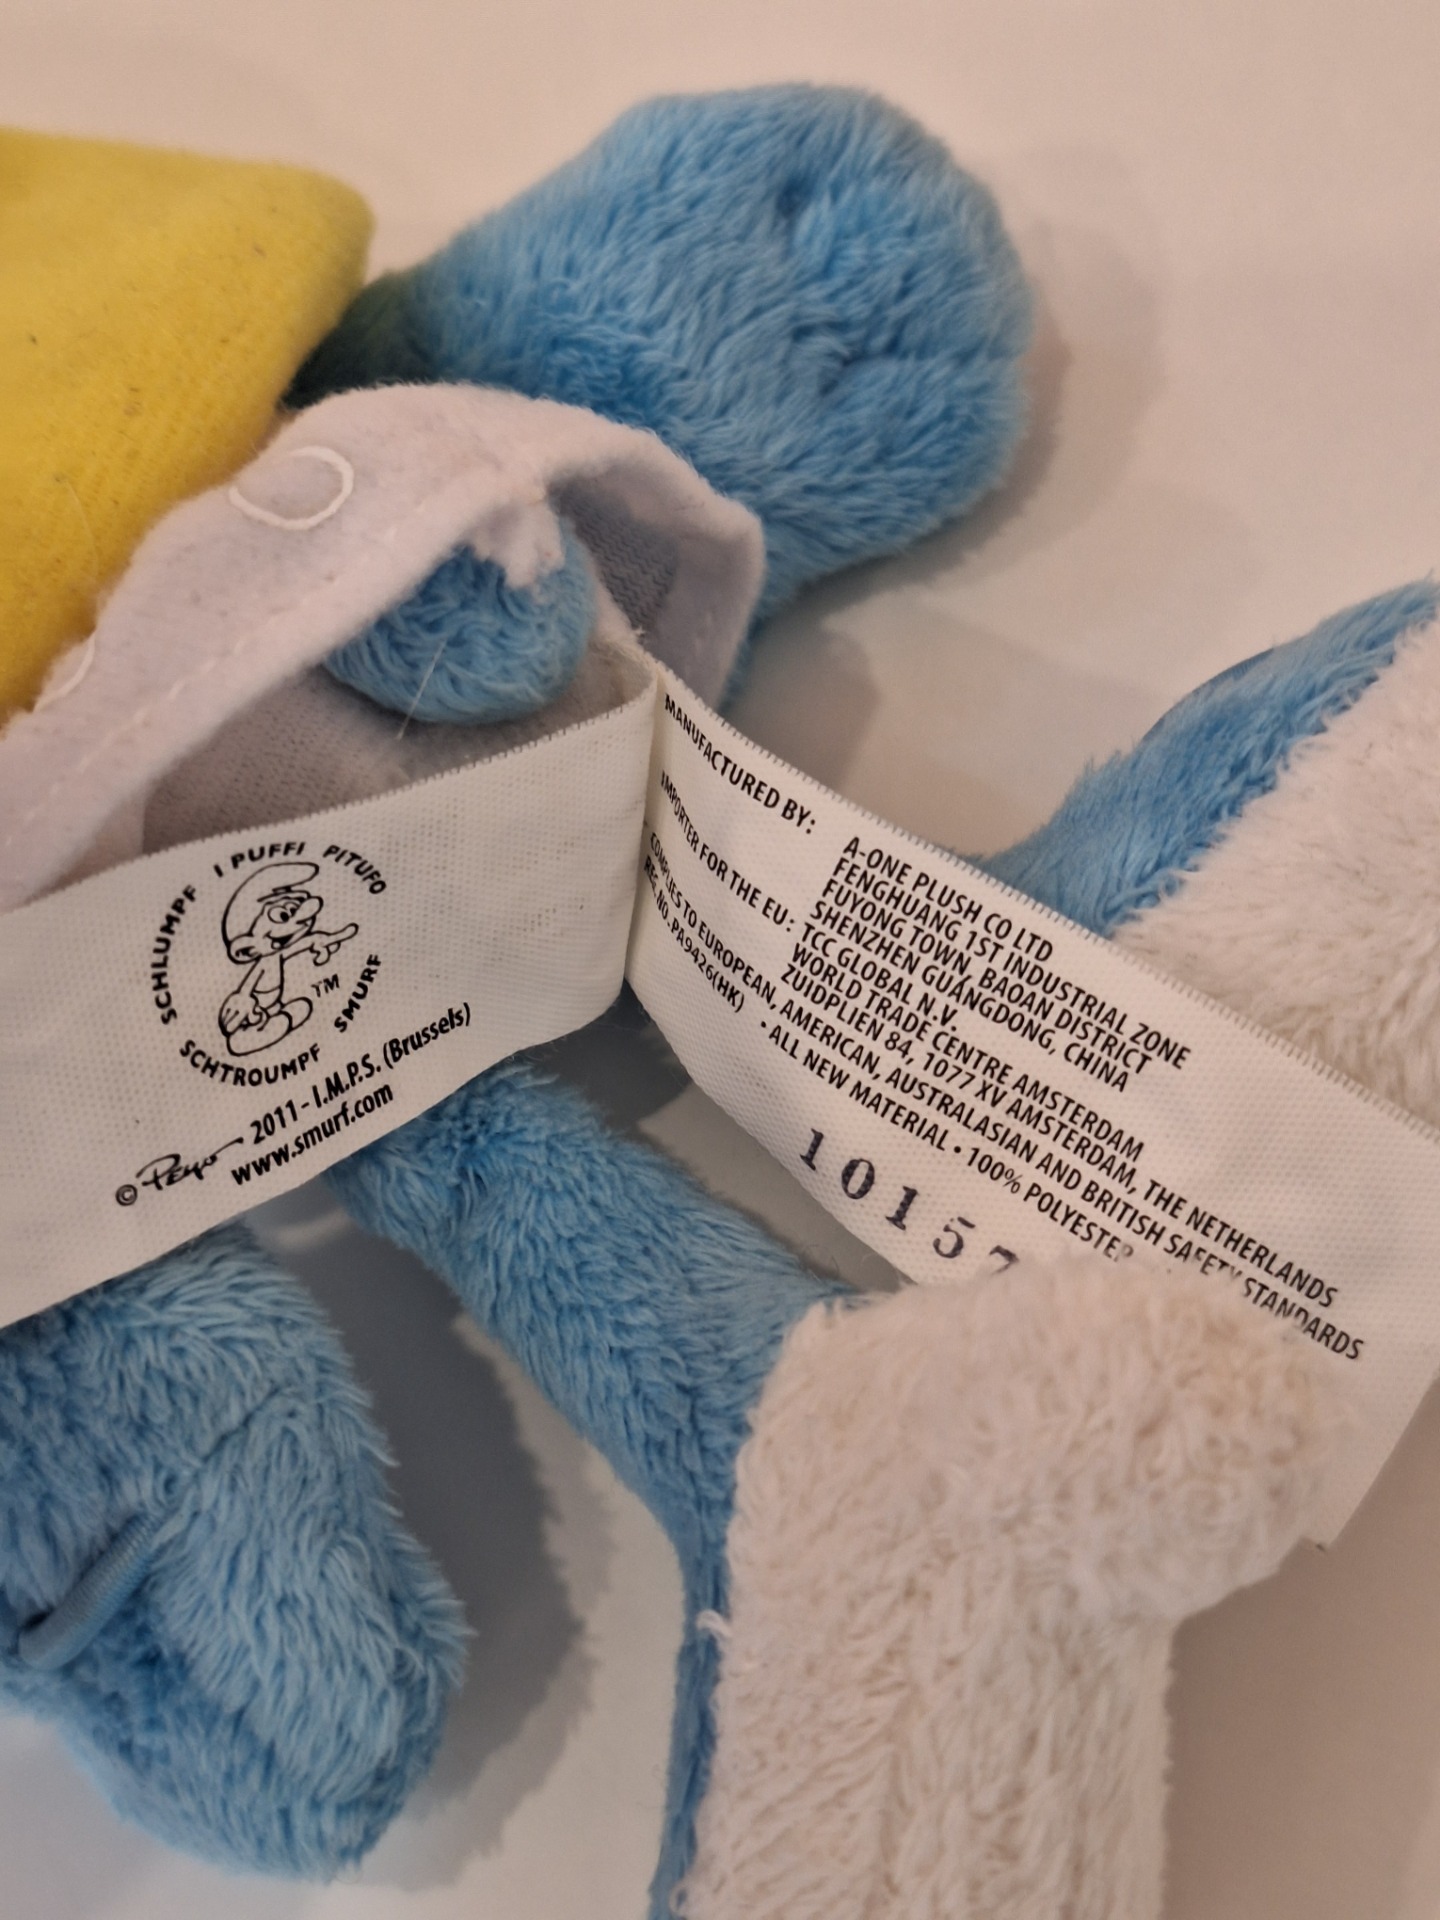 SCHLUMPF I PUFFI PITUFO
SCHTROUMPF SMURF
TM
© Peyo 2011 - I.M.P.S. (Brussels)
www.smurf.com
MANUFACTURED BY: A-ONE PLUSH CO LTD
FENGHUANG 1ST INDUSTRIAL ZONE
FUYONG TOWN, BAOAN DISTRICT
SHENZHEN GUANGDONG, CHINA
IMPORTER FOR THE EU: TCC GLOBAL N.V.
WORLD TRADE CENTRE AMSTERDAM
ZUIDPLIEN 84, 1077 XV AMSTERDAM, THE NETHERLANDS
COMPLIES TO EUROPEAN, AMERICAN, AUSTRALASIAN AND BRITISH SAFETY STANDARDS
REG.NO.PA9426(HK) • ALL NEW MATERIAL • 100% POLYESTER
10157